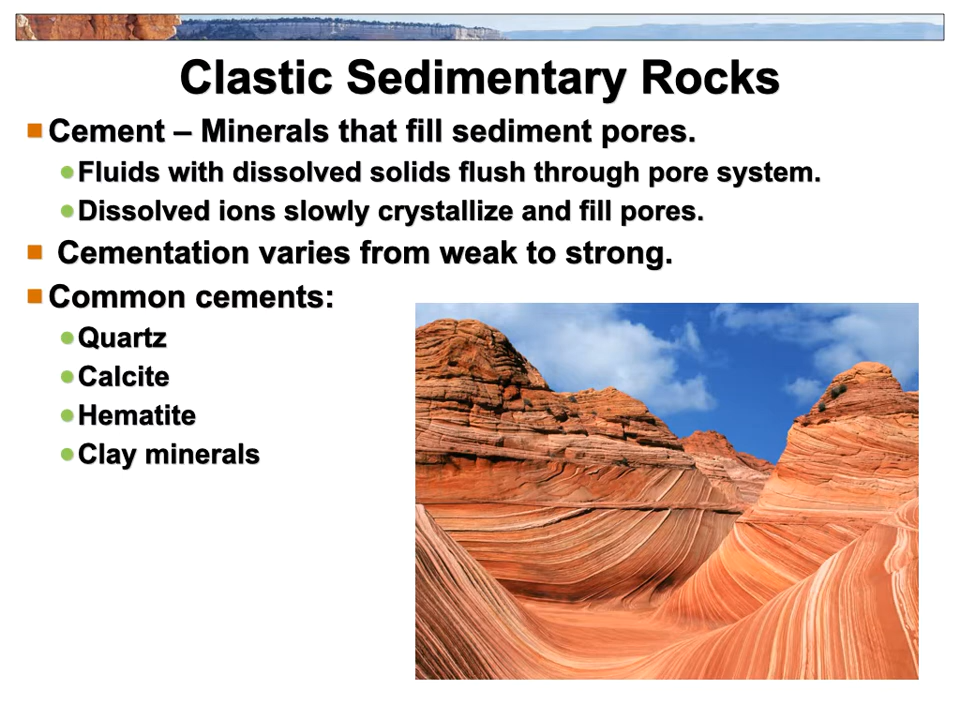 Clastic Sedimentary Rocks
Cement – Minerals that fill sediment pores.
Fluids with dissolved solids flush through pore system.
Dissolved ions slowly crystallize and fill pores.
Cementation varies from weak to strong.
Common cements:
Quartz
Calcite
Hematite
Clay minerals